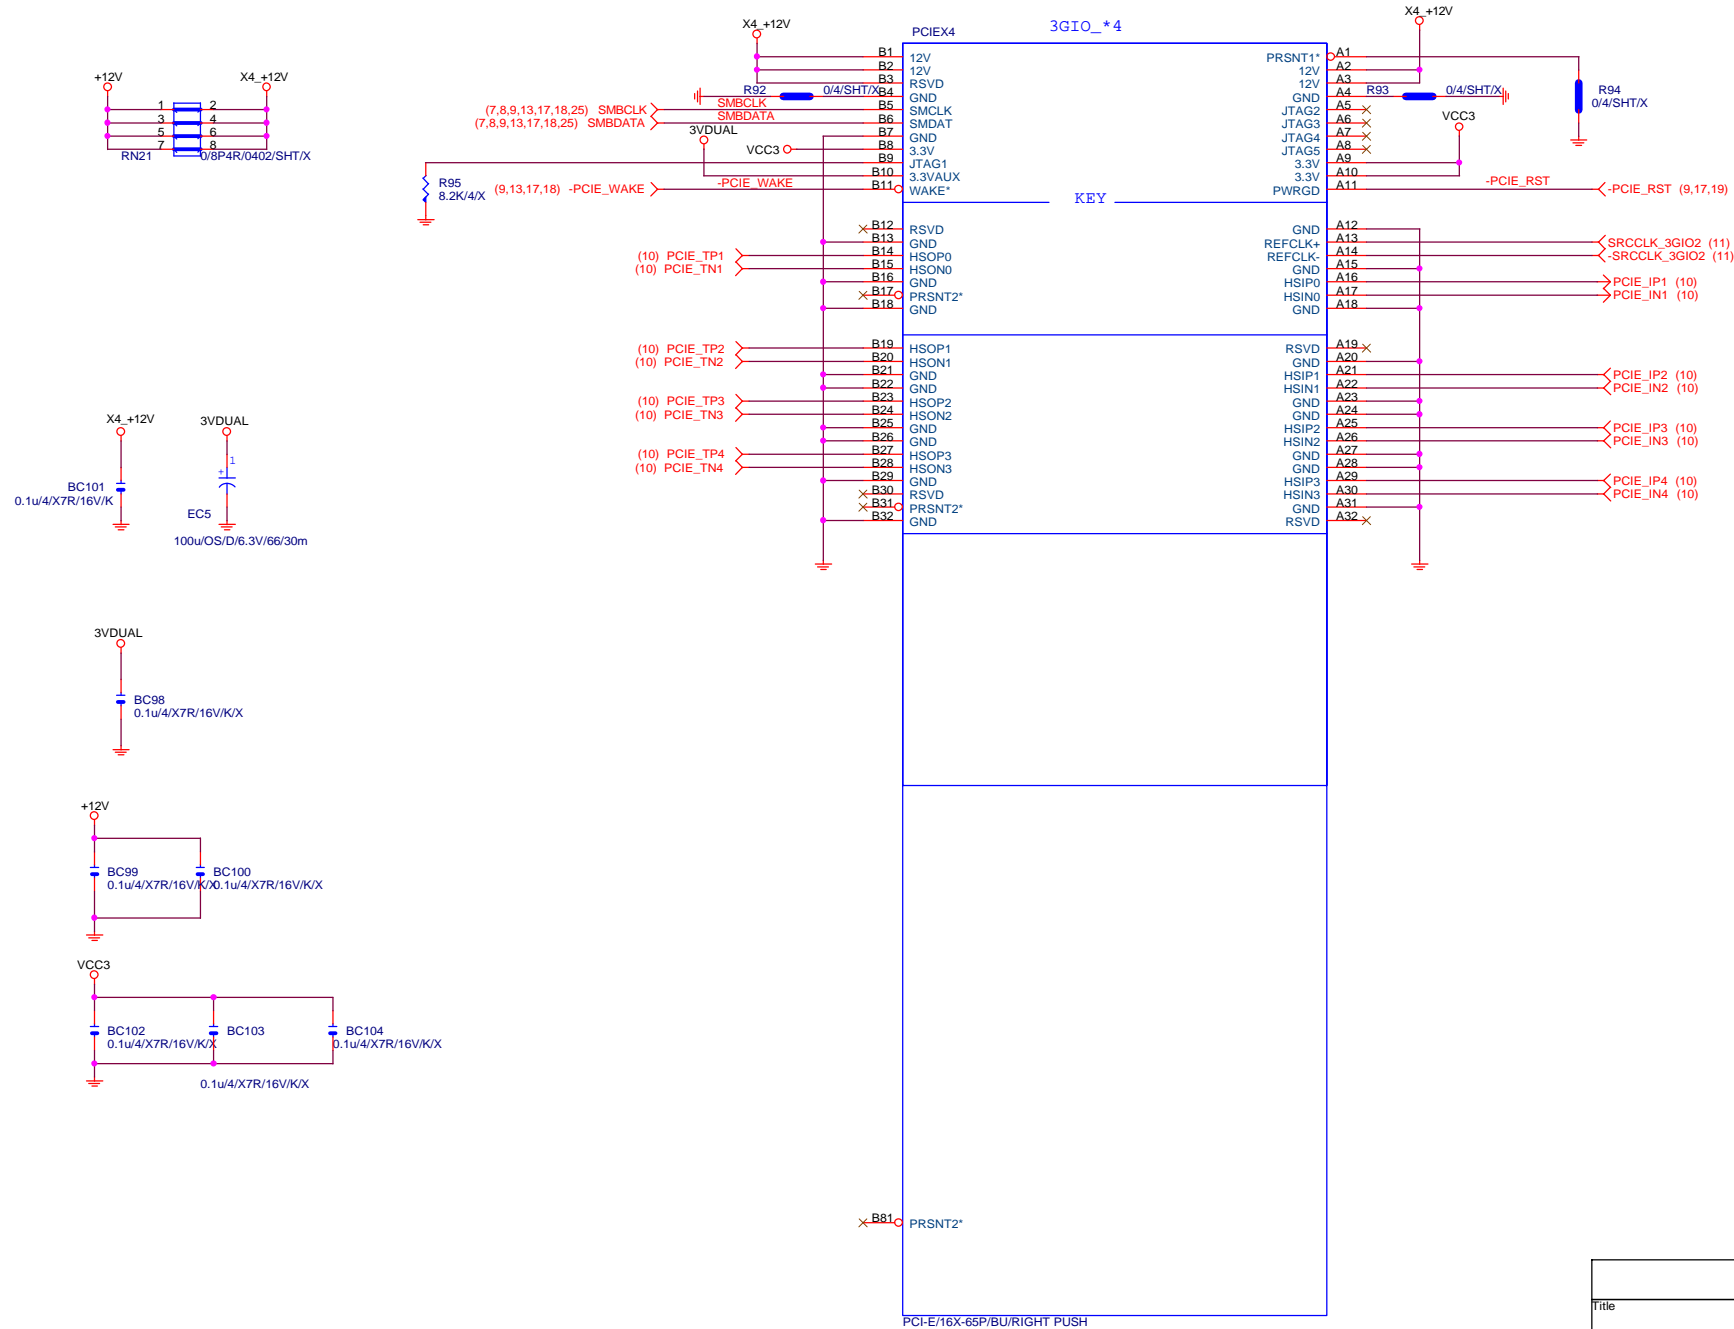 X4_+12V
PCIEX4
3GIO_*4
X4_+12V
+12V
X4_+12V
1 2
3 4
5 6
7 8
RN21
0/8P4R/0402/SHT/X
B1 12V
B2 12V
B3 RSVD
R92
0/4/SHT/X
B4 GND
(7,8,9,13,17,18,25) SMBCLK
SMBCLK
B5 SMCLK
(7,8,9,13,17,18,25) SMBDATA
SMBDATA
B6 SMDAT
3VDUAL
B7 GND
VCC3
B8 3.3V
B9 JTAG1
B10 3.3VAUX
R95
8.2K/4/X
(9,13,17,18) -PCIE_WAKE
-PCIE_WAKE
B11 WAKE*
PRSNT1* A1
12V A2
12V A3
GND A4
R93
0/4/SHT/X
R94
0/4/SHT/X
JTAG2 A5
JTAG3 A6
JTAG4 A7
JTAG5 A8
VCC3
3.3V A9
3.3V A10
PWRGD A11
-PCIE_RST
-PCIE_RST (9,17,19)
KEY
B12 RSVD
B13 GND
(10) PCIE_TP1
B14 HSOP0
(10) PCIE_TN1
B15 HSON0
B16 GND
B17 PRSNT2*
B18 GND
GND A12
REFCLK+ A13
SRCCLK_3GIO2 (11)
REFCLK- A14
-SRCCLK_3GIO2 (11)
GND A15
HSIP0 A16
PCIE_IP1 (10)
HSIN0 A17
PCIE_IN1 (10)
GND A18
(10) PCIE_TP2
B19 HSOP1
(10) PCIE_TN2
B20 HSON1
B21 GND
B22 GND
(10) PCIE_TP3
B23 HSOP2
(10) PCIE_TN3
B24 HSON2
B25 GND
B26 GND
(10) PCIE_TP4
B27 HSOP3
(10) PCIE_TN4
B28 HSON3
B29 GND
B30 RSVD
B31 PRSNT2*
B32 GND
RSVD A19
GND A20
HSIP1 A21
PCIE_IP2 (10)
HSIN1 A22
PCIE_IN2 (10)
GND A23
GND A24
HSIP2 A25
PCIE_IP3 (10)
HSIN2 A26
PCIE_IN3 (10)
GND A27
GND A28
HSIP3 A29
PCIE_IP4 (10)
HSIN3 A30
PCIE_IN4 (10)
GND A31
RSVD A32
X4_+12V
BC101
0.1u/4/X7R/16V/K
3VDUAL
1
+
EC5
100u/OS/D/6.3V/66/30m
3VDUAL
BC98
0.1u/4/X7R/16V/K/X
+12V
BC99
0.1u/4/X7R/16V/K/X
BC100
0.1u/4/X7R/16V/K/X
VCC3
BC102
0.1u/4/X7R/16V/K/X
BC103
0.1u/4/X7R/16V/K/X
BC104
0.1u/4/X7R/16V/K/X
B81 PRSNT2*
PCI-E/16X-65P/BU/RIGHT PUSH
Title